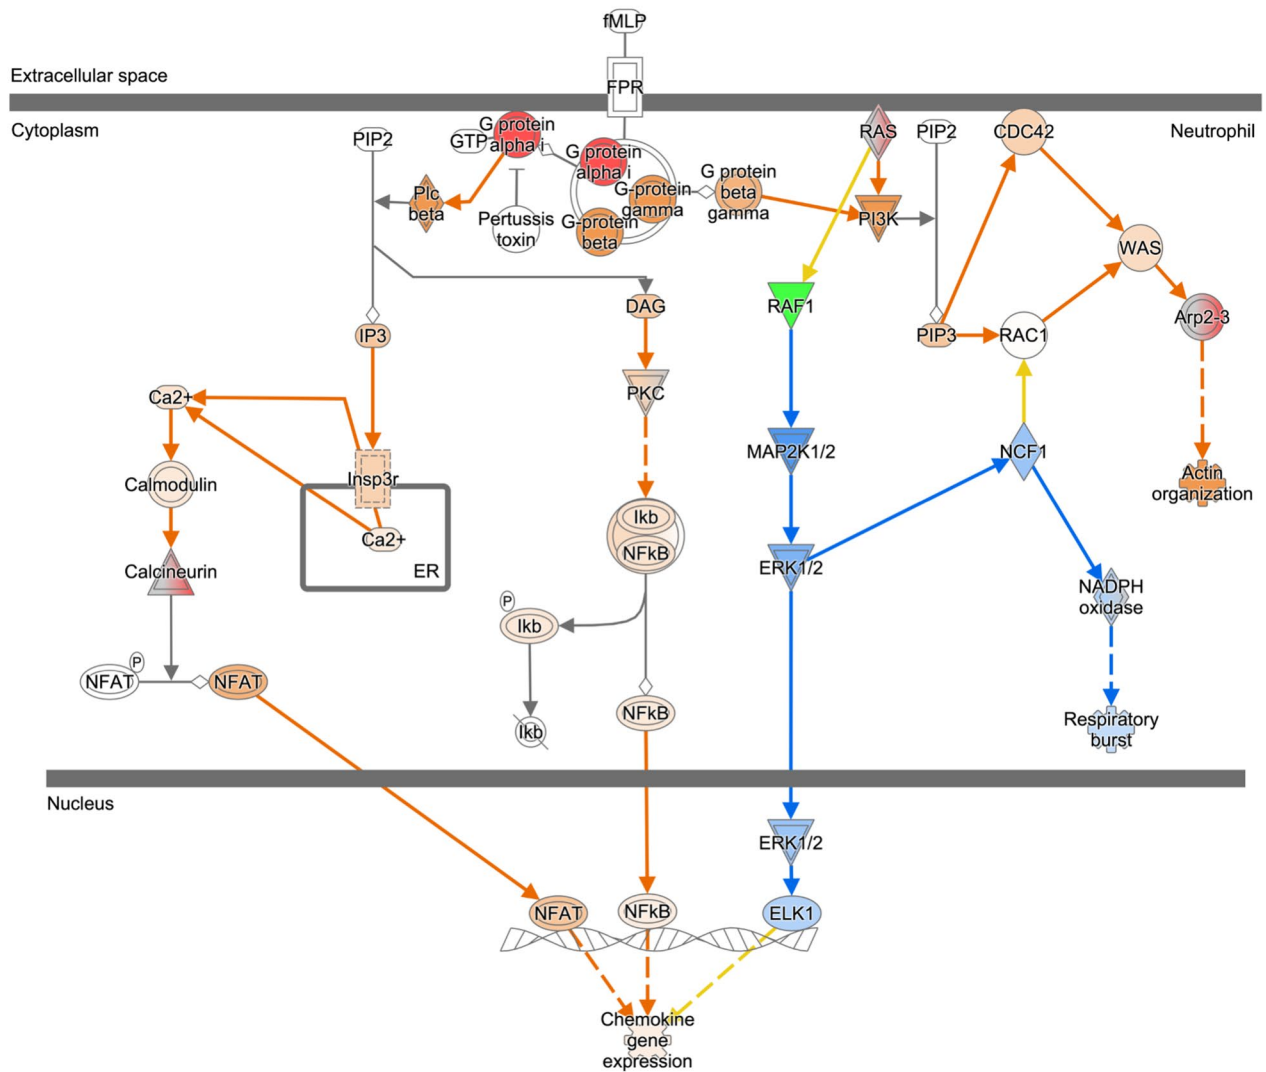 fMLP
Extracellular space
FPR
Cytoplasm
Neutrophil
PIP2
GTP
G protein
alpha i
G protein
alpha i
G-protein
gamma
G-protein
beta
G protein
beta
gamma
RAS
PIP2
CDC42
Plc
beta
Pertussis
toxin
PI3K
WAS
DAG
RAF1
Arp2-3
IP3
PIP3
RAC1
Ca2+
PKC
MAP2K1/2
NCF1
Calmodulin
Insp3r
Actin
organization
Ikb
NFkB
Ca2+
ER
Calcineurin
ERK1/2
NADPH
oxidase
P
Ikb
P
NFAT
NFAT
NFkB
Ikb
Respiratory
burst
Nucleus
ERK1/2
NFAT
NFkB
ELK1
Chemokine
gene
expression